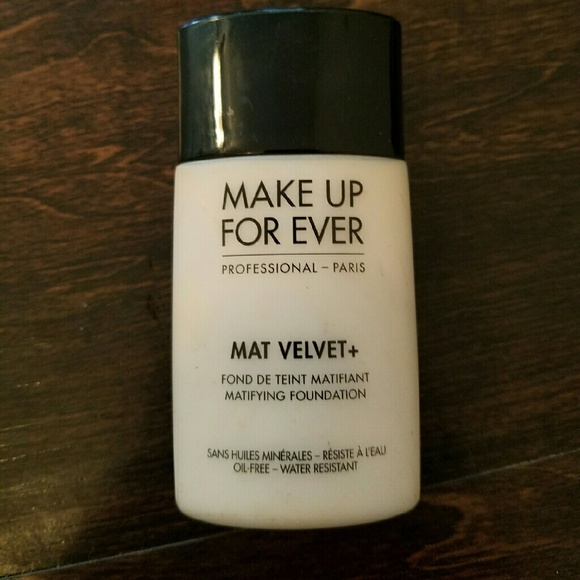 MAKE UP
FOR EVER
PROFESSIONAL – PARIS
MAT VELVET+
FOND DE TEINT MATIFIANT
MATIFYING FOUNDATION
SANS HUILES MINÉRALES – RÉSISTE À L'EAU
OIL-FREE – WATER RESISTANT